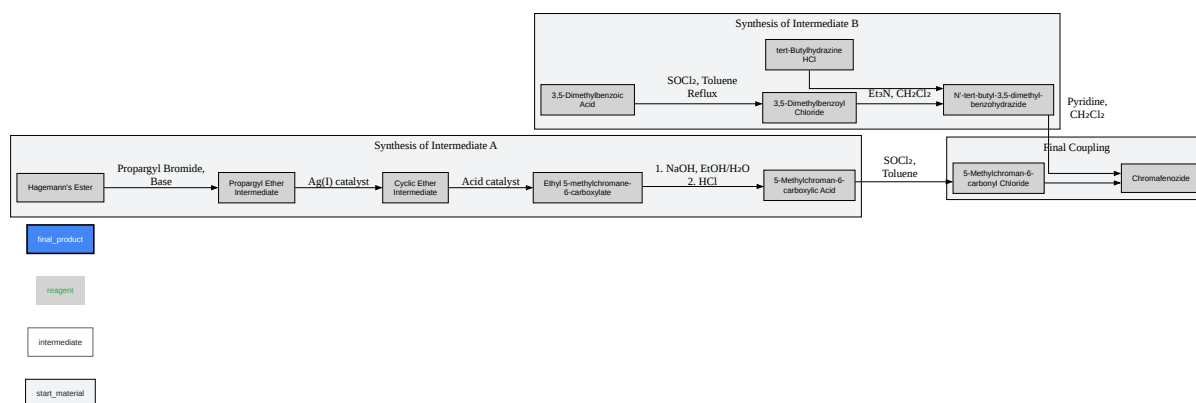 Synthesis of Intermediate B
tert-Butylhydrazine
HCl
SOCl₂, Toluene
Reflux
3,5-Dimethylbenzoic
Acid
3,5-Dimethylbenzoyl
Chloride
Et₃N, CH₂Cl₂
N'-tert-butyl-3,5-dimethyl-
benzohydrazide
Pyridine,
CH₂Cl₂
Synthesis of Intermediate A
Hagemann's Ester
Propargyl Bromide,
Base
Propargyl Ether
Intermediate
Ag(I) catalyst
Cyclic Ether
Intermediate
Acid catalyst
Ethyl 5-methylchromane-
6-carboxylate
1. NaOH, EtOH/H₂O
2. HCl
5-Methylchroman-6-
carboxylic Acid
SOCl₂,
Toluene
Final Coupling
5-Methylchroman-6-
carbonyl Chloride
Chromafenozide
final_product
reagent
intermediate
start_material